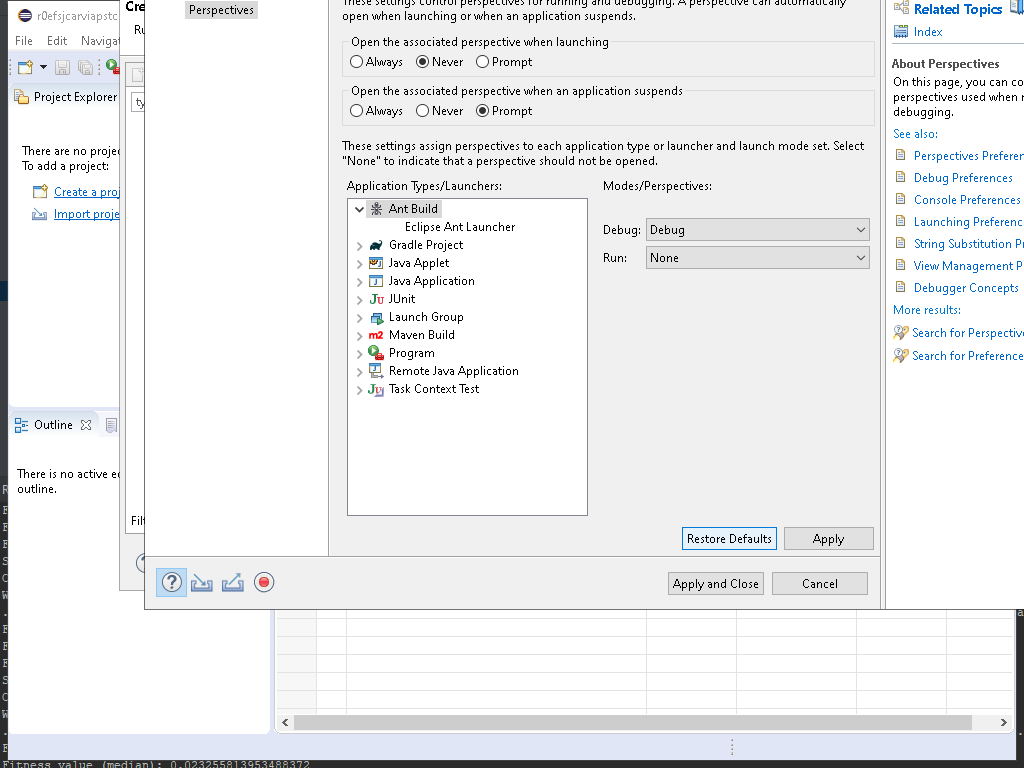 r0efsjcarviapstc
File Edit Naviga
Project Explorer
There are no proje
To add a project:
Create a proj
Import proje
Outline
There is no active e
outline.
Cre
Ru
ty
Filt
Perspectives
These settings control perspectives for running and debugging. A perspective can automatically
open when launching or when an application suspends.
Open the associated perspective when launching
Always Never Prompt
Open the associated perspective when an application suspends
Always Never Prompt
These settings assign perspectives to each application type or launcher and launch mode set. Select
"None" to indicate that a perspective should not be opened.
Application Types/Launchers:
Ant Build
Eclipse Ant Launcher
Gradle Project
Java Applet
Java Application
JUnit
Launch Group
Maven Build
Program
Remote Java Application
Task Context Test
Modes/Perspectives:
Debug: Debug
Run: None
Restore Defaults Apply
Apply and Close Cancel
Related Topics
Index
About Perspectives
On this page, you can co
perspectives used when r
debugging.
See also:
Perspectives Preferen
Debug Preferences
Console Preferences
Launching Preferenc
String Substitution P
View Management P
Debugger Concepts
More results:
Search for Perspective
Search for Preference
Fitness value (median): 0.023255813953488372